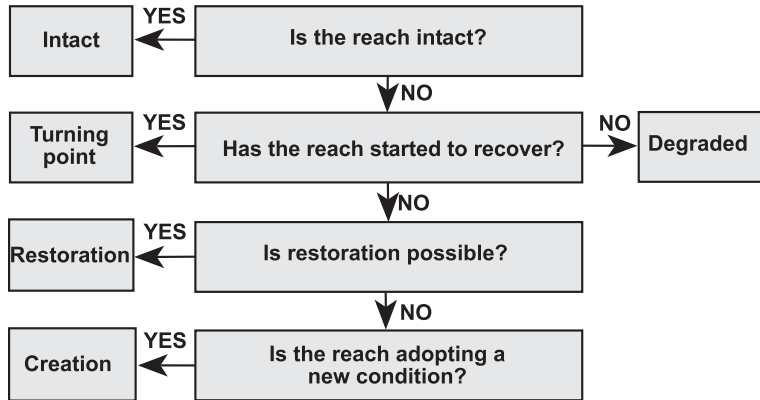 YES
Intact
Is the reach intact?
NO
YES
NO
Turning
point
Has the reach started to recover?
Degraded
NO
YES
Restoration
Is restoration possible?
NO
YES
Creation
Is the reach adopting a
new condition?